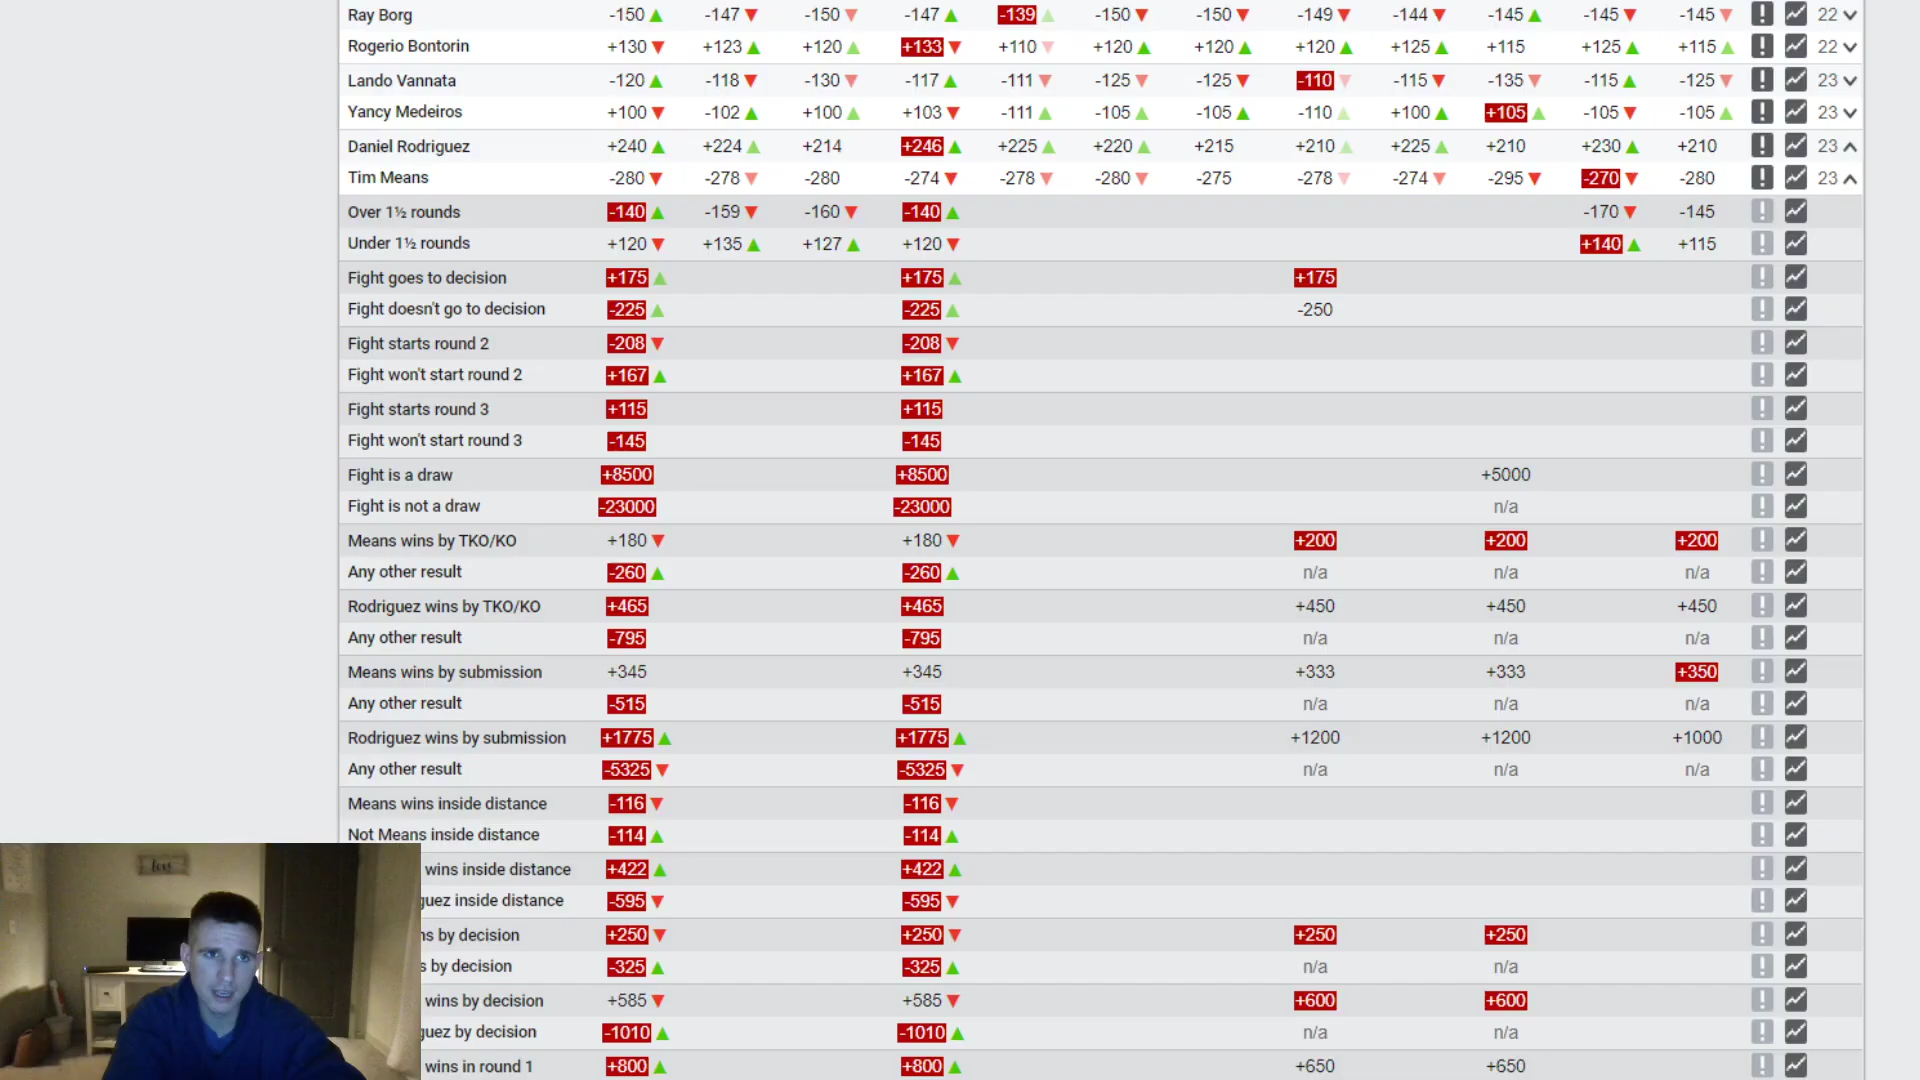 Ray Borg -150 -147 -150 -147 -139 -150 -150 -149 -144 -145 -145 -145 22
Rogerio Bontorin +130 +123 +120 +133 +110 +120 +120 +120 +125 +115 +125 +115 22
Lando Vannata -120 -118 -130 -117 -111 -125 -125 -110 -115 -135 -115 -125 23
Yancy Medeiros +100 -102 +100 +103 -111 -105 -105 -110 +100 +105 -105 -105 23
Daniel Rodriguez +240 +224 +214 +246 +225 +220 +215 +210 +225 +210 +230 +210 23
Tim Means -280 -278 -280 -274 -278 -280 -275 -278 -274 -295 -270 -280 23
Over 1½ rounds -140 -159 -160 -140 -170 -145
Under 1½ rounds +120 +135 +127 +120 +140 +115
Fight goes to decision +175 +175 +175
Fight doesn't go to decision -225 -225 -250
Fight starts round 2 -208 -208
Fight won't start round 2 +167 +167
Fight starts round 3 +115 +115
Fight won't start round 3 -145 -145
Fight is a draw +8500 +8500 +5000
Fight is not a draw -23000 -23000 n/a
Means wins by TKO/KO +180 +180 +200 +200 +200
Any other result -260 -260 n/a n/a n/a
Rodriguez wins by TKO/KO +465 +465 +450 +450 +450
Any other result -795 -795 n/a n/a n/a
Means wins by submission +345 +345 +333 +333 +350
Any other result -515 -515 n/a n/a n/a
Rodriguez wins by submission +1775 +1775 +1200 +1200 +1000
Any other result -5325 -5325 n/a n/a n/a
Means wins inside distance -116 -116
Not Means inside distance -114 -114
wins inside distance +422 +422
guez inside distance -595 -595
ns by decision +250 +250 +250 +250
s by decision -325 -325 n/a n/a
wins by decision +585 +585 +600 +600
guez by decision -1010 -1010 n/a n/a
wins in round 1 +800 +800 +650 +650
love